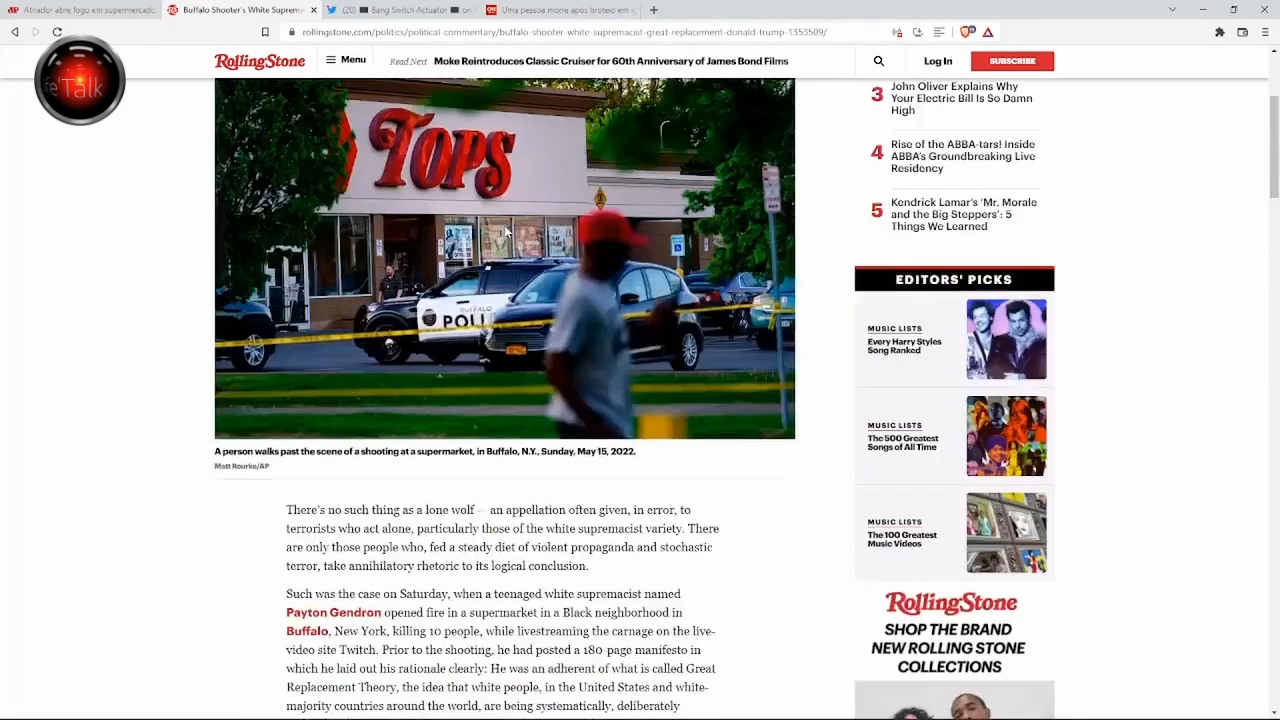 Abrador abre fogo em supermercado
Buffalo Shooter's White Suprema
(20)
Bang Switch Actuator
on
Uma pessoa morre após tiroteio em
rollingstone.com/politics/political-commentary/buffalo-shooter-white-supremacist-great-replacement-donald-trump-1353509/
RollingStone
Menu
Read Next
Moke Reintroduces Classic Cruiser for 60th Anniversary of James Bond Films
Log In
SUBSCRIBE
Talk
TOPS
BUFFALO
POLI
3
John Oliver Explains Why
Your Electric Bill Is So Damn
High
4
Rise of the ABBA-tars! Inside
ABBA's Groundbreaking Live
Residency
5
Kendrick Lamar's 'Mr. Morale
and the Big Steppers': 5
Things We Learned
EDITORS' PICKS
MUSIC LISTS
Every Harry Styles
Song Ranked
MUSIC LISTS
The 500 Greatest
Songs of All Time
MUSIC LISTS
The 100 Greatest
Music Videos
RollingStone
SHOP THE BRAND
NEW ROLLING STONE
COLLECTIONS
A person walks past the scene of a shooting at a supermarket, in Buffalo, N.Y., Sunday, May 15, 2022.
Matt Rourke/AP
There's no such thing as a lone wolf — an appellation often given, in error, to
terrorists who act alone, particularly those of the white supremacist variety. There
are only those people who, fed a steady diet of violent propaganda and stochastic
terror, take annihilatory rhetoric to its logical conclusion.
Such was the case on Saturday, when a teenaged white supremacist named
Payton Gendron opened fire in a supermarket in a Black neighborhood in
Buffalo, New York, killing 10 people, while livestreaming the carnage on the live-
video site Twitch. Prior to the shooting, he had posted a 180-page manifesto in
which he laid out his rationale clearly: He was an adherent of what is called Great
Replacement Theory, the idea that white people, in the United States and white-
majority countries around the world, are being systematically, deliberately